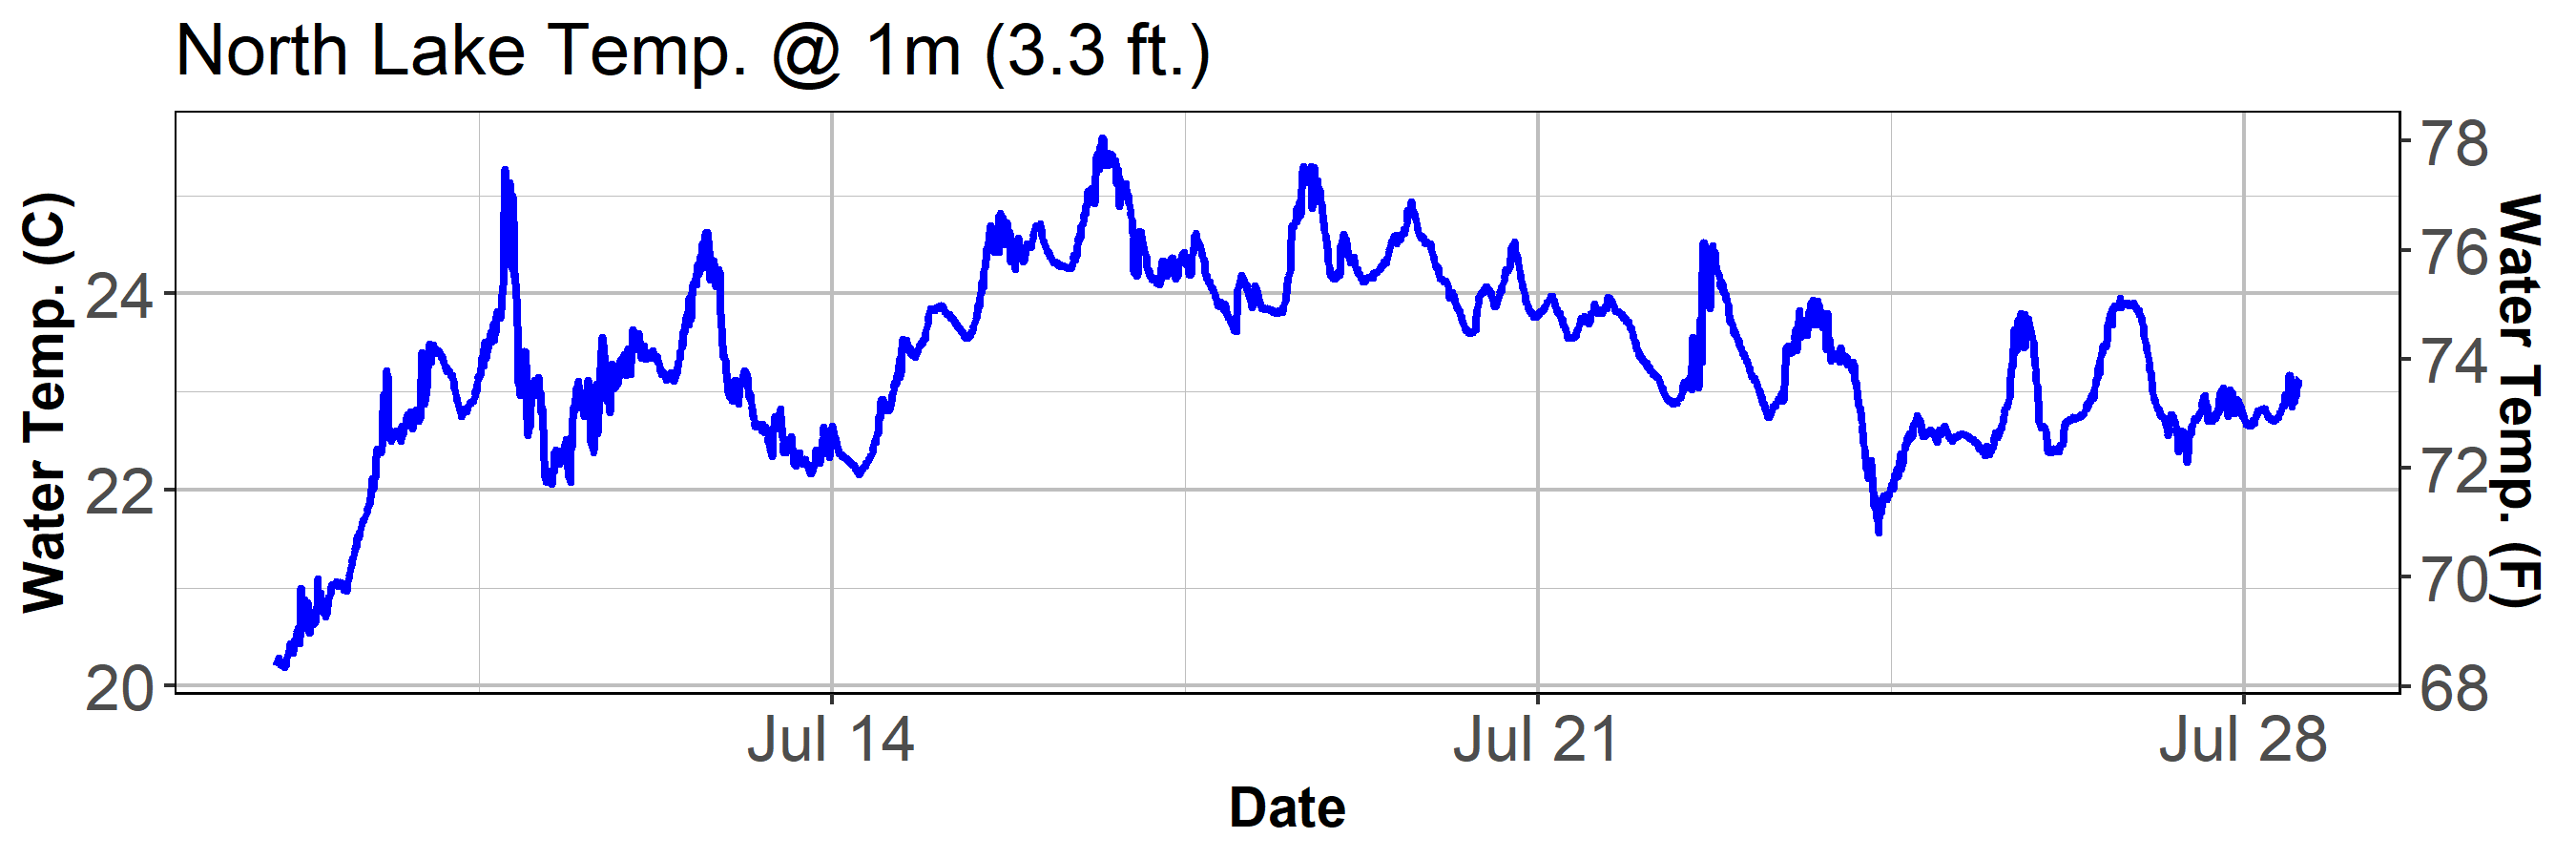 North Lake Temp. @ 1m (3.3 ft.)
Water Temp. (C)
24
22
20
78
76
74
72
70
68
Water Temp. (F)
Jul 14
Jul 21
Jul 28
Date